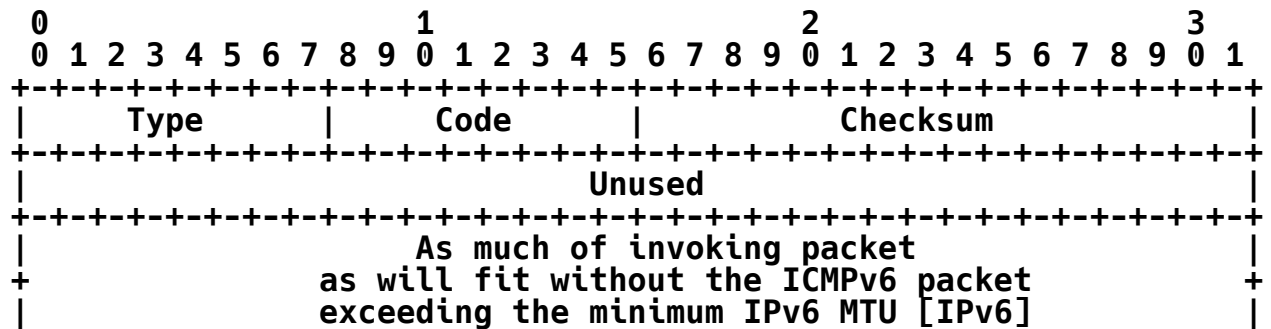 0                   1                   2                   3
 0 1 2 3 4 5 6 7 8 9 0 1 2 3 4 5 6 7 8 9 0 1 2 3 4 5 6 7 8 9 0 1
+-+-+-+-+-+-+-+-+-+-+-+-+-+-+-+-+-+-+-+-+-+-+-+-+-+-+-+-+-+-+-+-+
|     Type      |     Code      |          Checksum             |
+-+-+-+-+-+-+-+-+-+-+-+-+-+-+-+-+-+-+-+-+-+-+-+-+-+-+-+-+-+-+-+-+
|                             Unused                            |
+-+-+-+-+-+-+-+-+-+-+-+-+-+-+-+-+-+-+-+-+-+-+-+-+-+-+-+-+-+-+-+-+
|                    As much of invoking packet                 |
+               as will fit without the ICMPv6 packet           +
|               exceeding the minimum IPv6 MTU [IPv6]           |